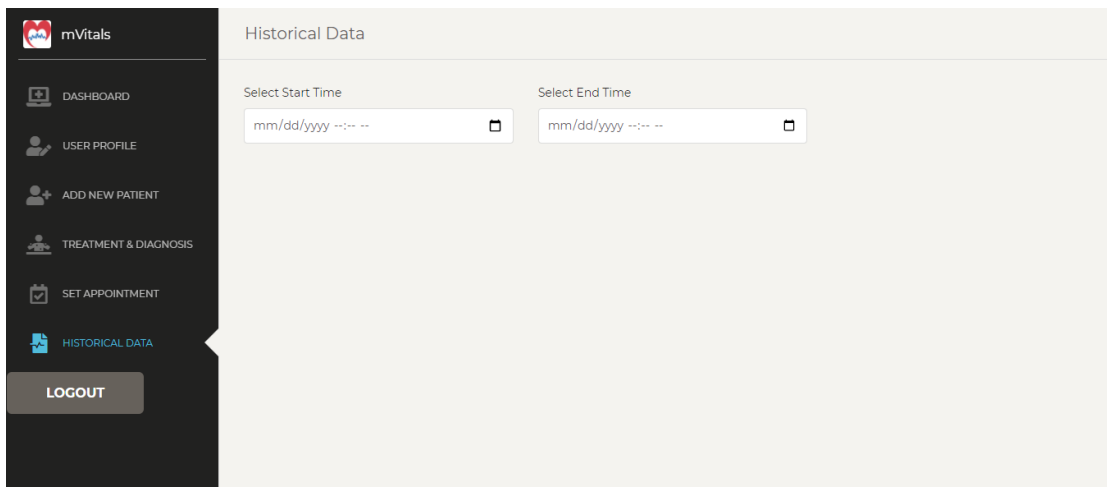 mVitals
Historical Data
DASHBOARD
USER PROFILE
ADD NEW PATIENT
TREATMENT & DIAGNOSIS
SET APPOINTMENT
HISTORICAL DATA
LOGOUT
Select Start Time
mm/dd/yyyy --:-- --
Select End Time
mm/dd/yyyy --:-- --